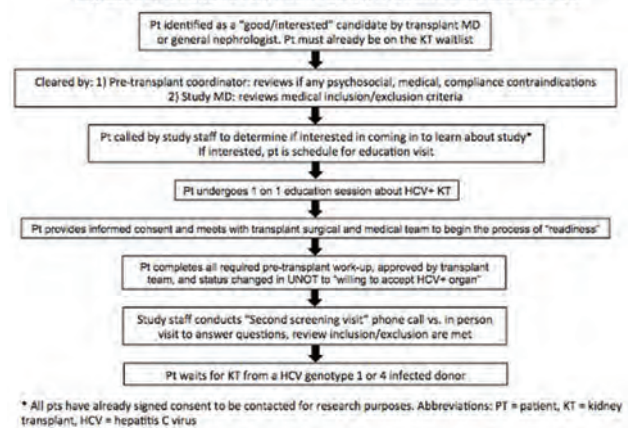 Pt identified as a "good/interested" candidate by transplant MD
or general nephrologist. Pt must already be on the KT waitlist
Cleared by: 1) Pre-transplant coordinator: reviews if any psychosocial, medical, compliance contraindications
2) Study MD: reviews medical inclusion/exclusion criteria
Pt called by study staff to determine if interested in coming in to learn about study*
If interested, pt is schedule for education visit
Pt undergoes 1 on 1 education session about HCV+ KT
Pt provides informed consent and meets with transplant surgical and medical team to begin the process of "readiness"
Pt completes all required pre-transplant work-up, approved by transplant
team, and status changed in UNOT to "willing to accept HCV+ organ"
Study staff conducts "Second screening visit" phone call vs. in person
visit to answer questions, review inclusion/exclusion are met
Pt waits for KT from a HCV genotype 1 or 4 infected donor
* All pts have already signed consent to be contacted for research purposes. Abbreviations: PT = patient, KT = kidney
transplant, HCV = hepatitis C virus